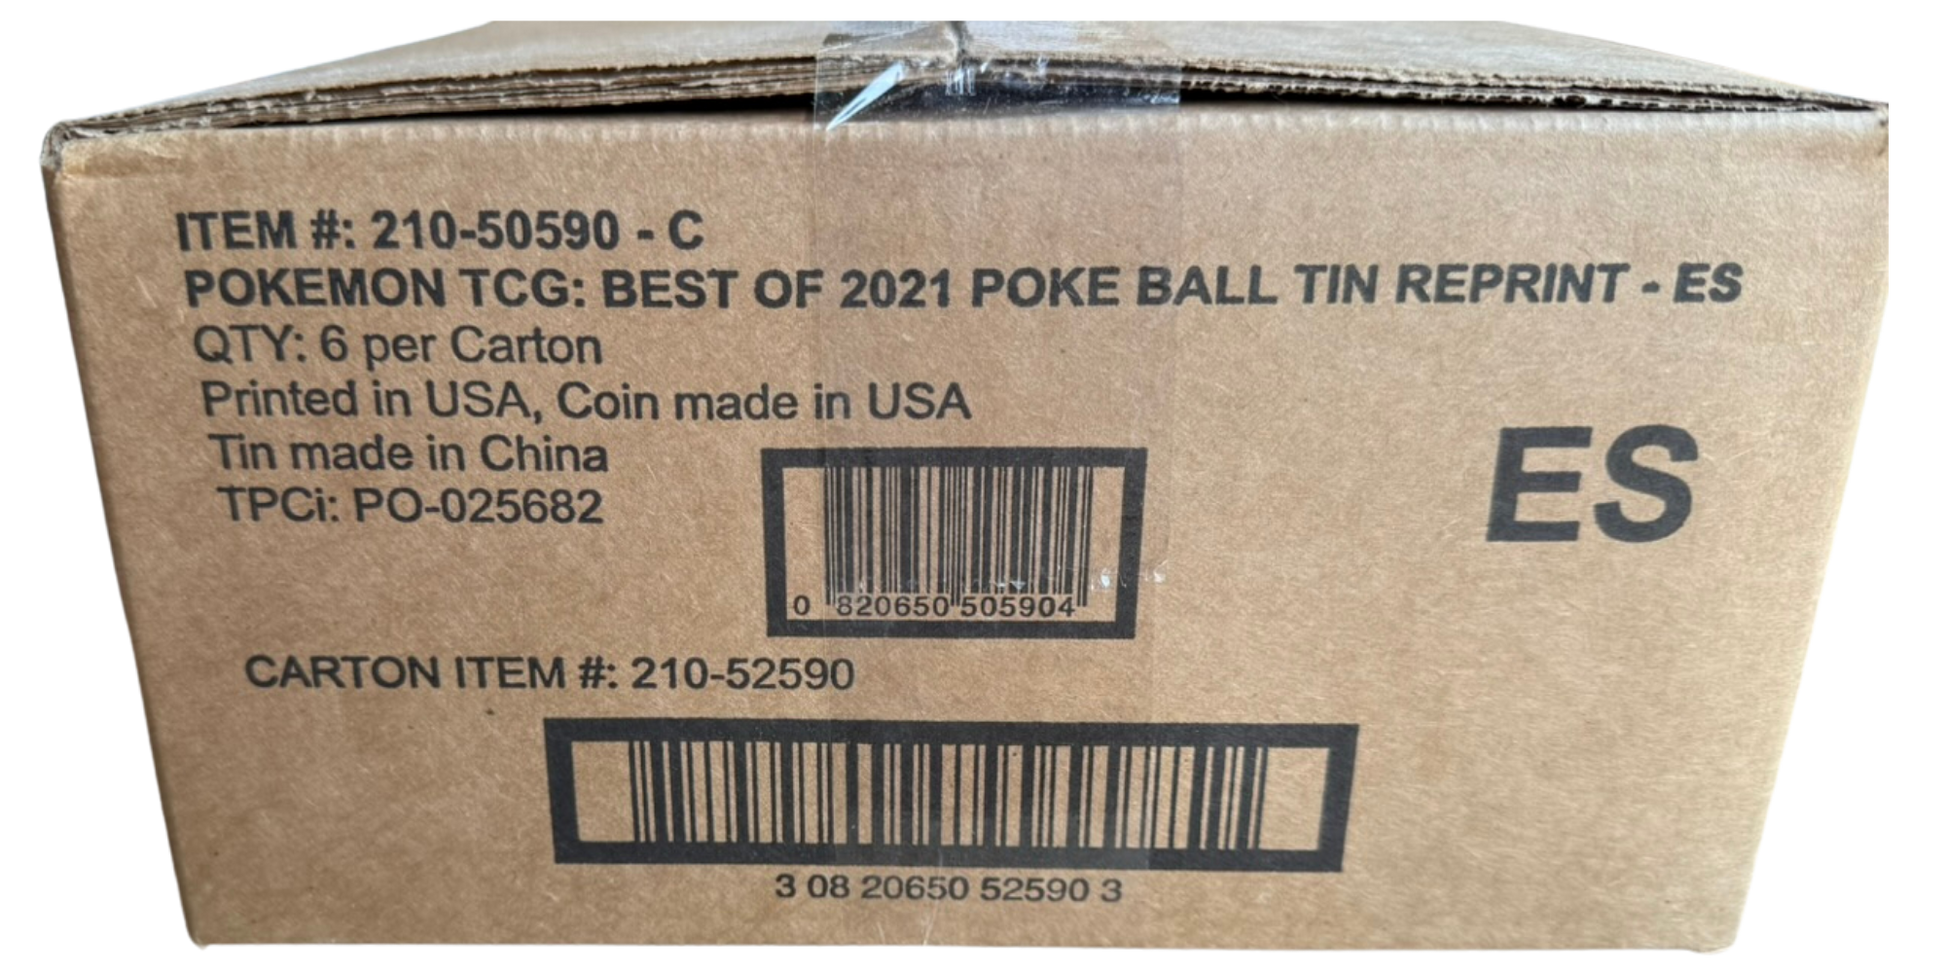 ITEM #: 210-50590 - C
POKEMON TCG: BEST OF 2021 POKE BALL TIN REPRINT - ES
QTY: 6 per Carton
Printed in USA, Coin made in USA
Tin made in China
TPCi: PO-025682
ES
0 820650 505904
CARTON ITEM #: 210-52590
3 08 20650 52590 3